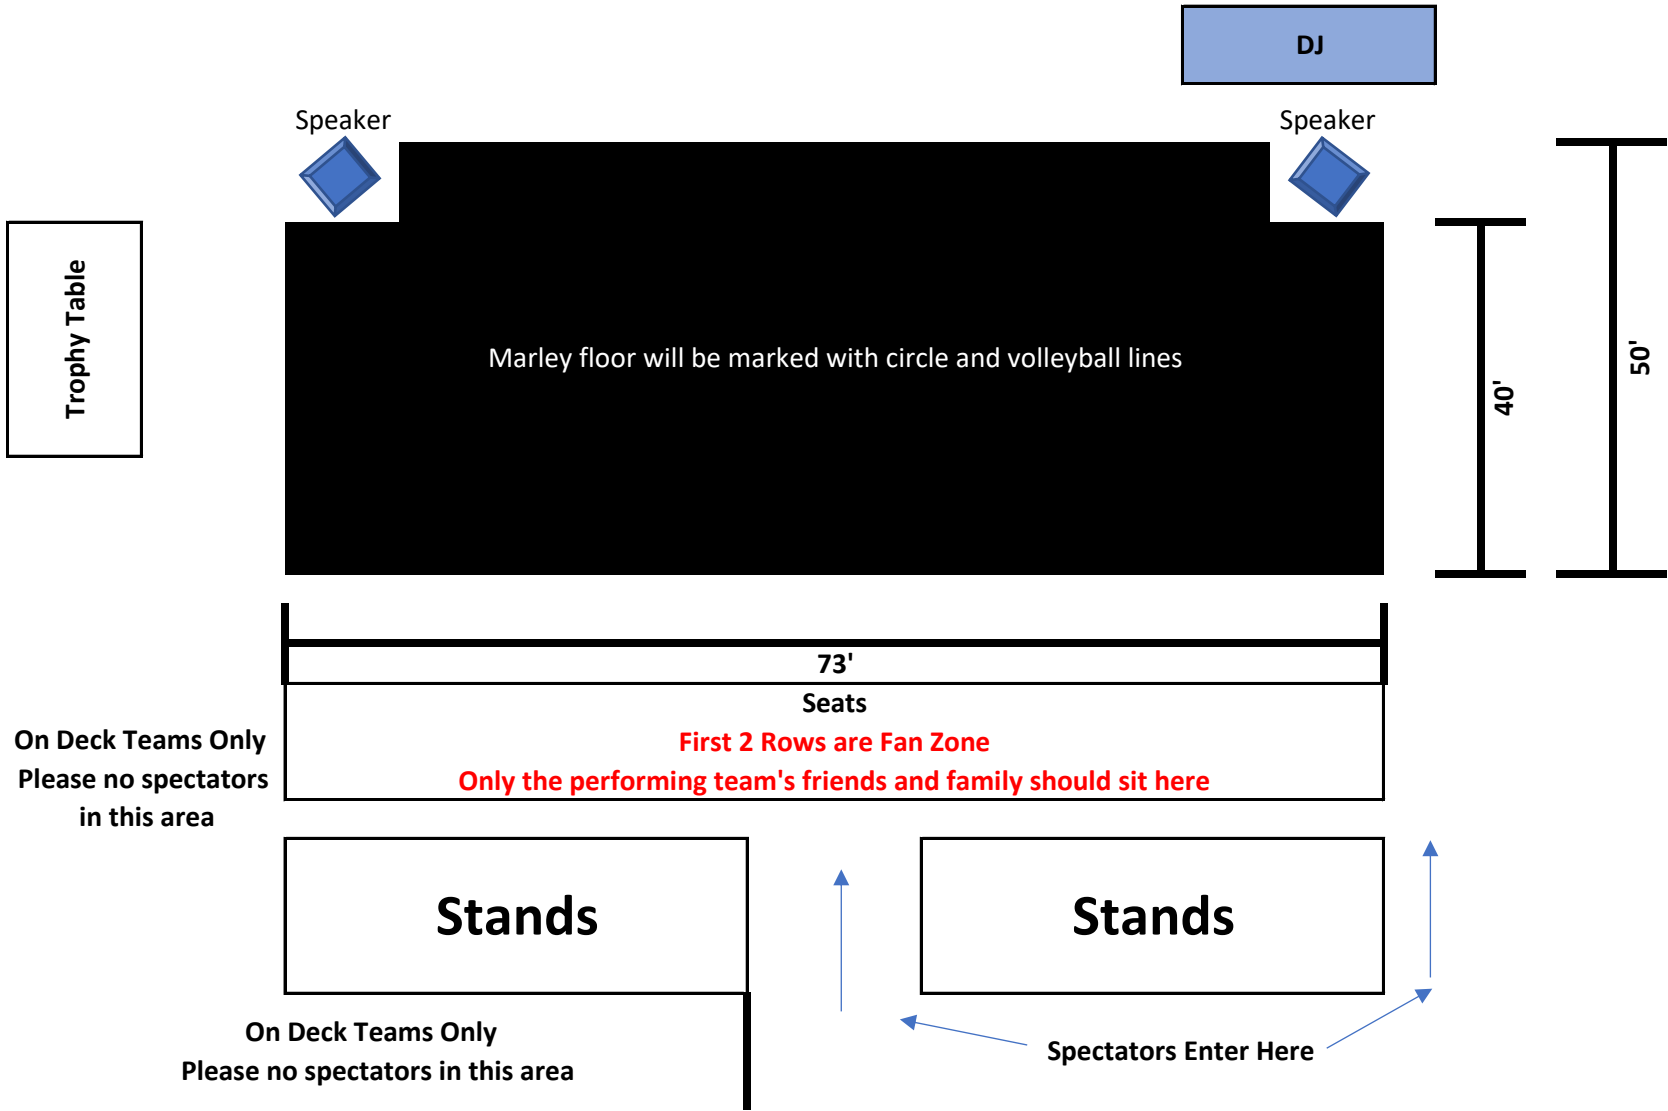 DJ
Speaker
Speaker
Trophy Table
Marley floor will be marked with circle and volleyball lines
40'
50'
73'
Seats
First 2 Rows are Fan Zone
Only the performing team's friends and family should sit here
On Deck Teams Only
Please no spectators
in this area
Stands
Stands
On Deck Teams Only
Please no spectators in this area
Spectators Enter Here